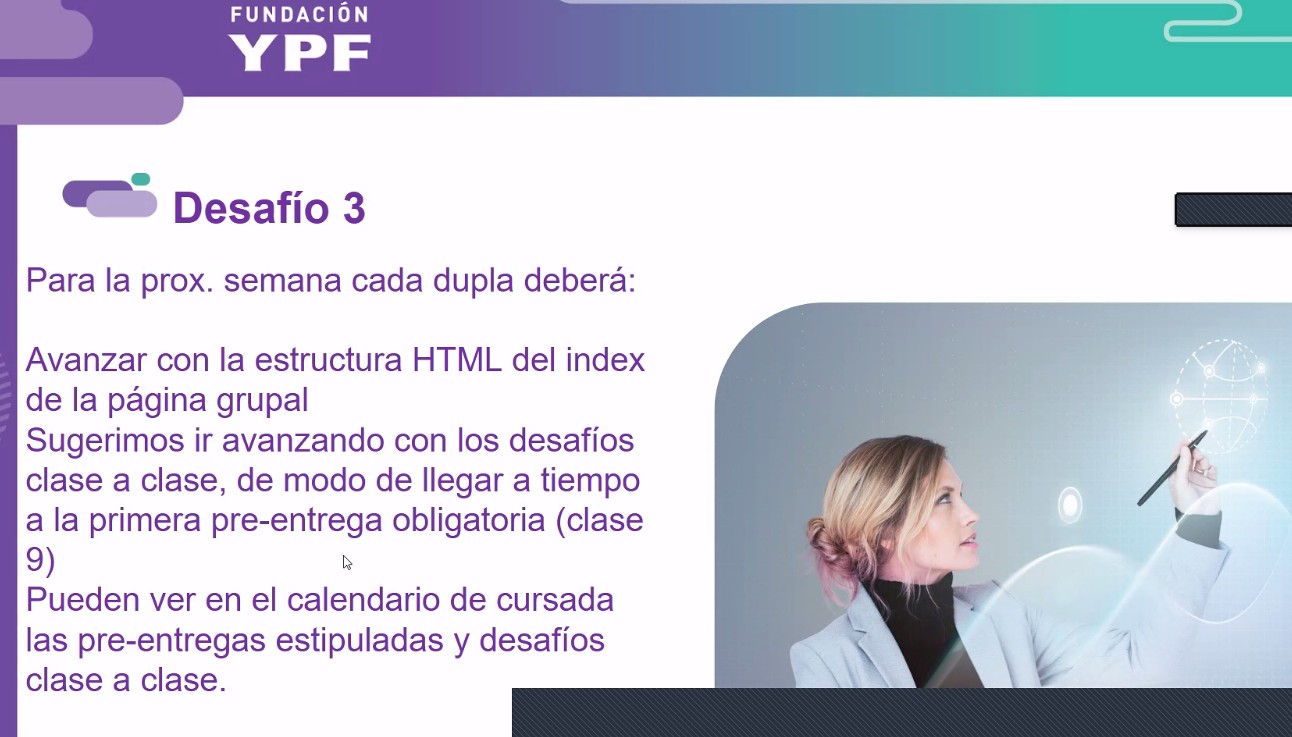 FUNDACIÓN
YPF
Desafío 3
Para la prox. semana cada dupla deberá:
Avanzar con la estructura HTML del index
de la página grupal
Sugerimos ir avanzando con los desafíos
clase a clase, de modo de llegar a tiempo
a la primera pre-entrega obligatoria (clase
9)
Pueden ver en el calendario de cursada
las pre-entregas estipuladas y desafíos
clase a clase.